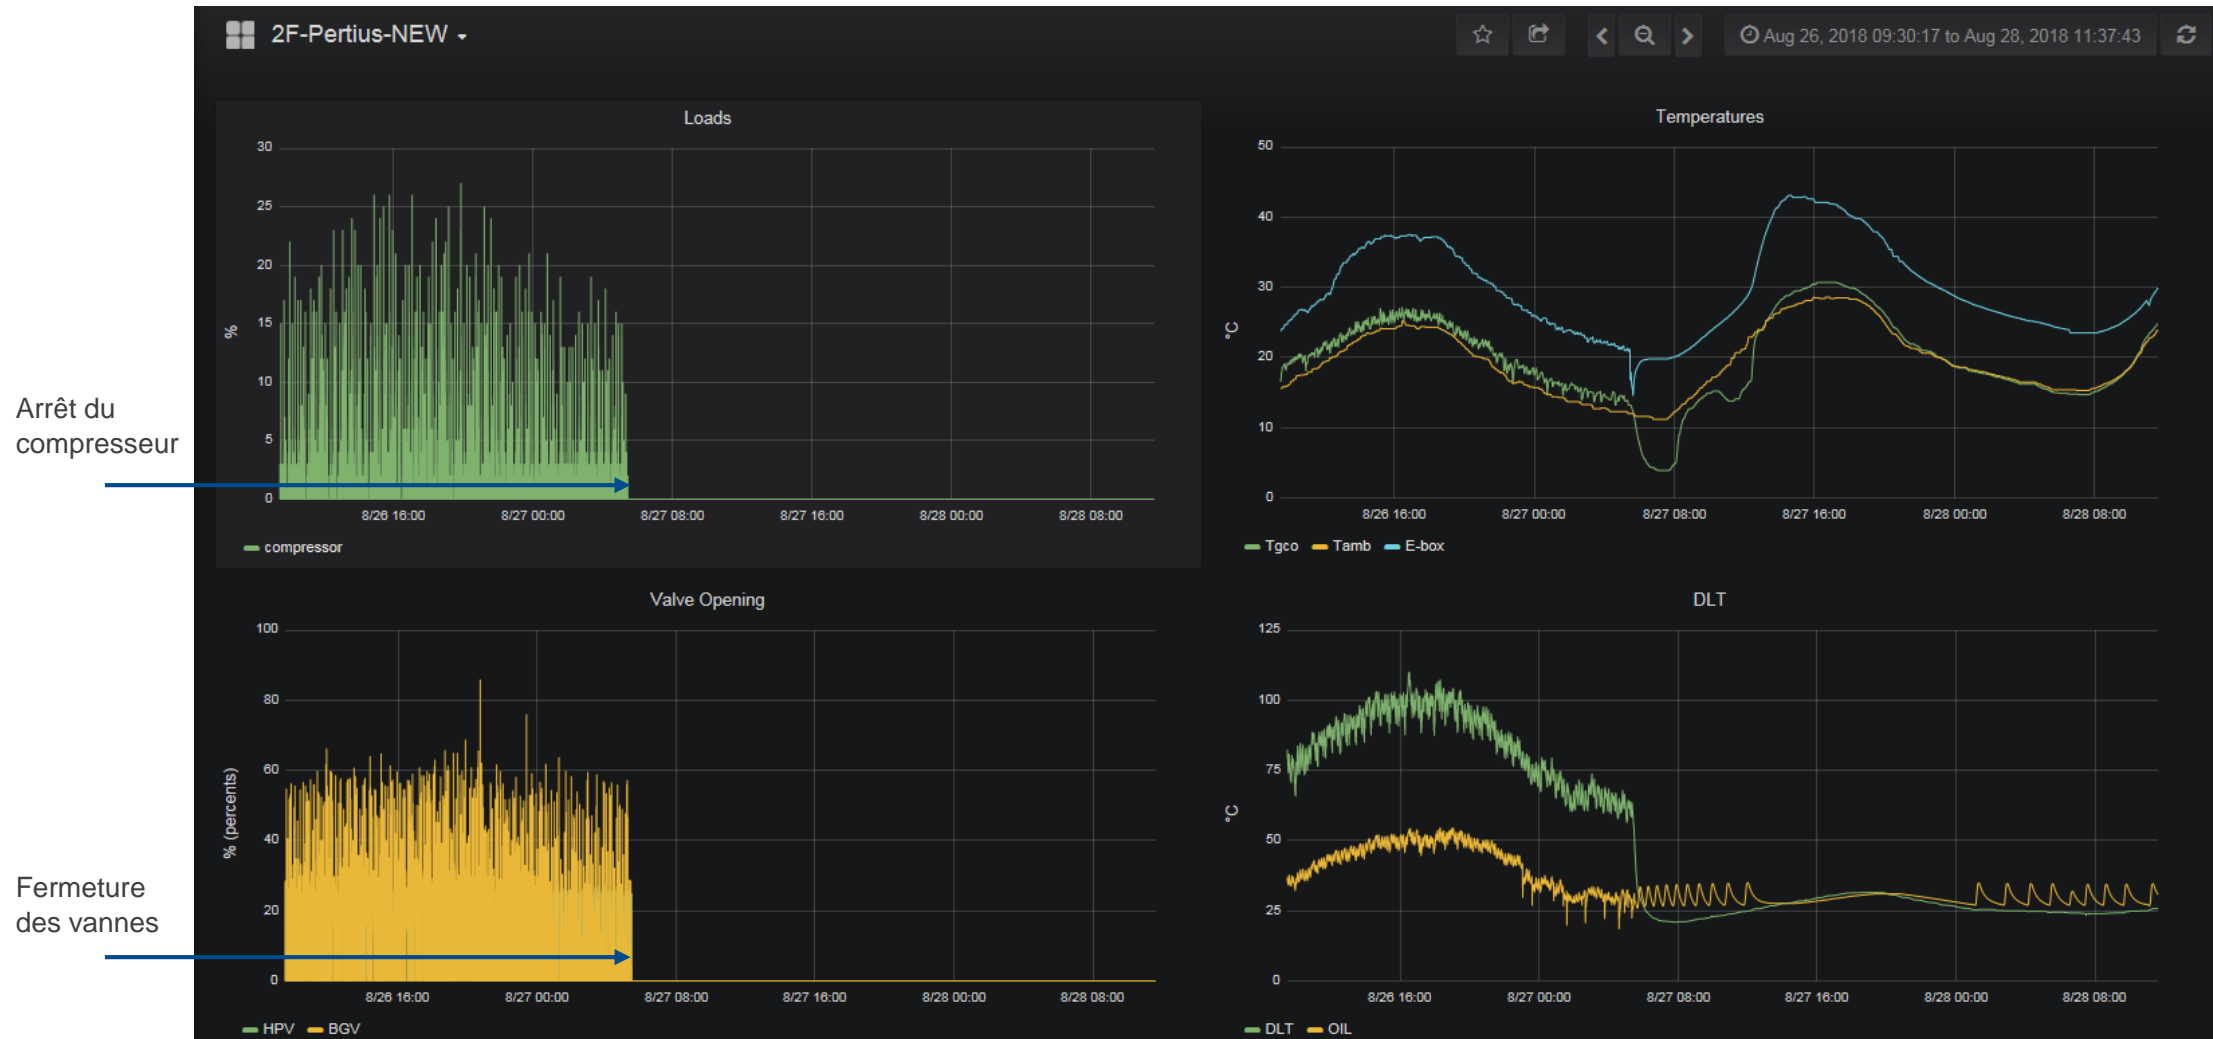 2F-Pertius-NEW
Aug 26, 2018 09:30:17 to Aug 28, 2018 11:37:43
Arrêt du
compresseur
Fermeture
des vannes
Loads
30
25
20
15
10
5
0
%
8/26 16:00
8/27 00:00
8/27 08:00
8/27 16:00
8/28 00:00
8/28 08:00
compressor
Temperatures
50
40
30
20
10
0
°C
8/26 16:00
8/27 00:00
8/27 08:00
8/27 16:00
8/28 00:00
8/28 08:00
Tgco Tamb E-box
Valve Opening
100
80
60
40
20
0
% (percents)
8/26 16:00
8/27 00:00
8/27 08:00
8/27 16:00
8/28 00:00
8/28 08:00
HPV BGV
DLT
125
100
75
50
25
0
°C
8/26 16:00
8/27 00:00
8/27 08:00
8/27 16:00
8/28 00:00
8/28 08:00
DLT OIL